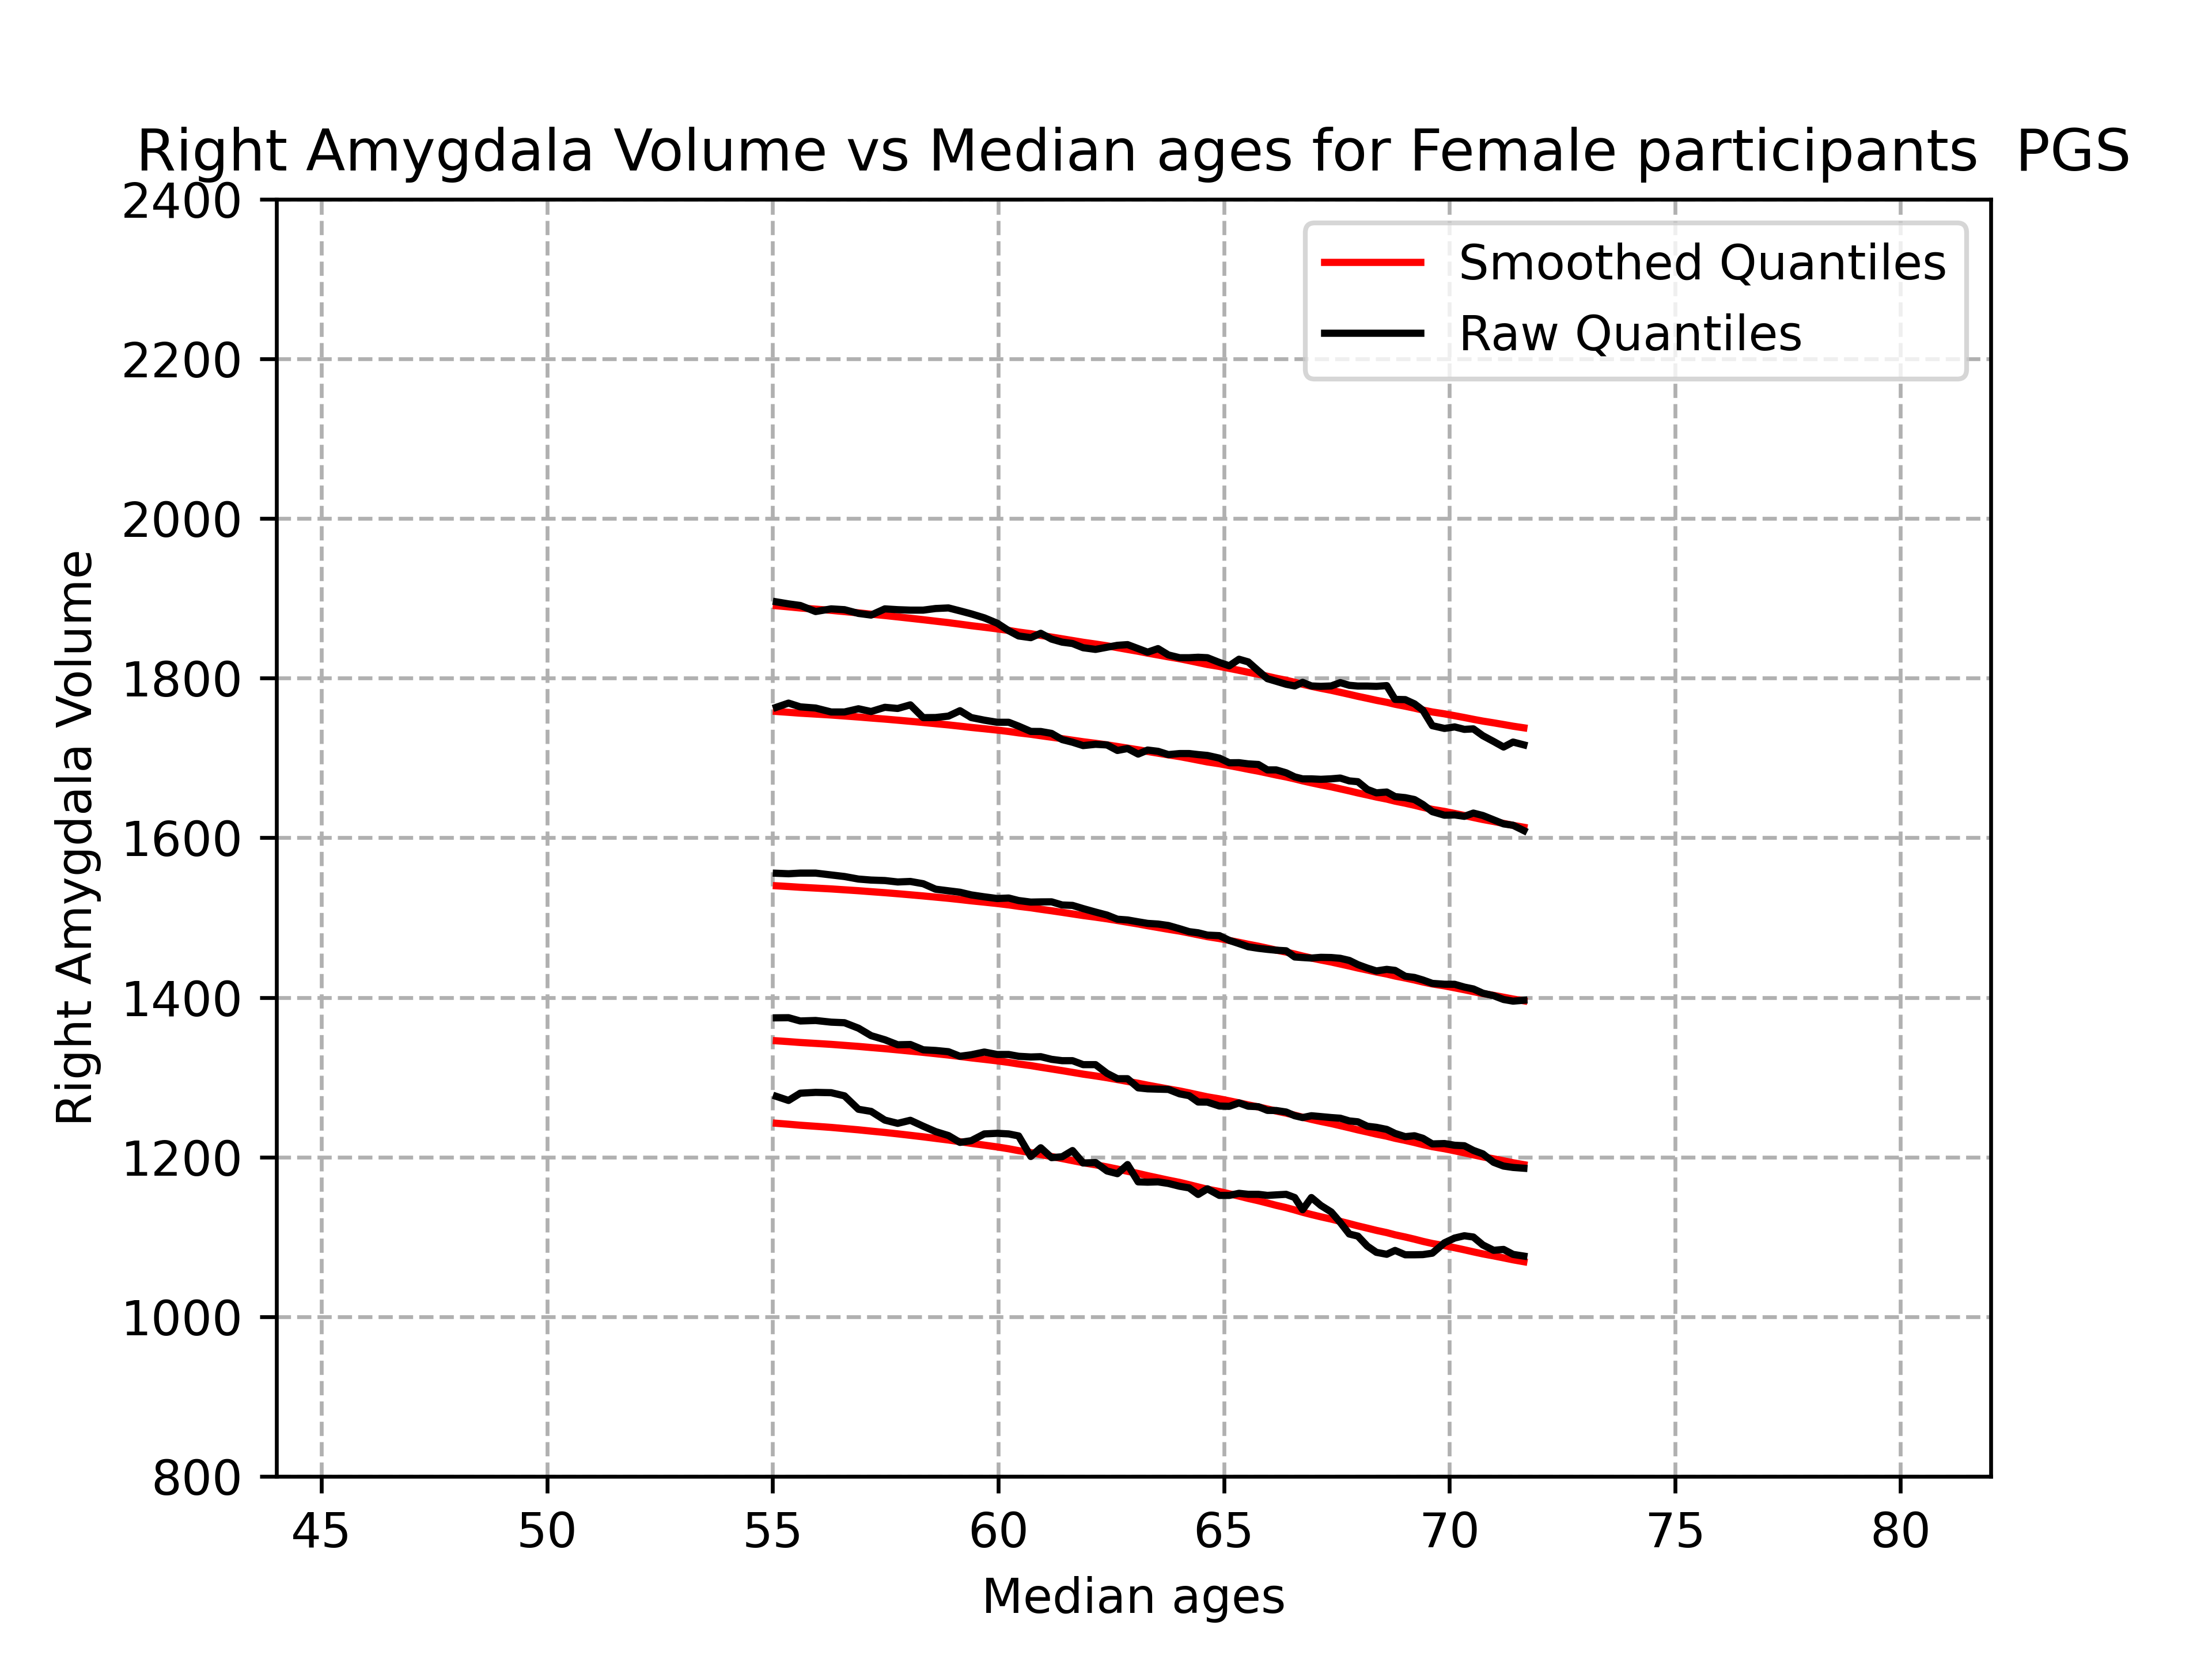 Right Amygdala Volume vs Median ages for Female participants  PGS
2400
2200
2000
1800
1600
1400
1200
1000
800
Right Amygdala Volume
Smoothed Quantiles
Raw Quantiles
45 50 55 60 65 70 75 80
Median ages